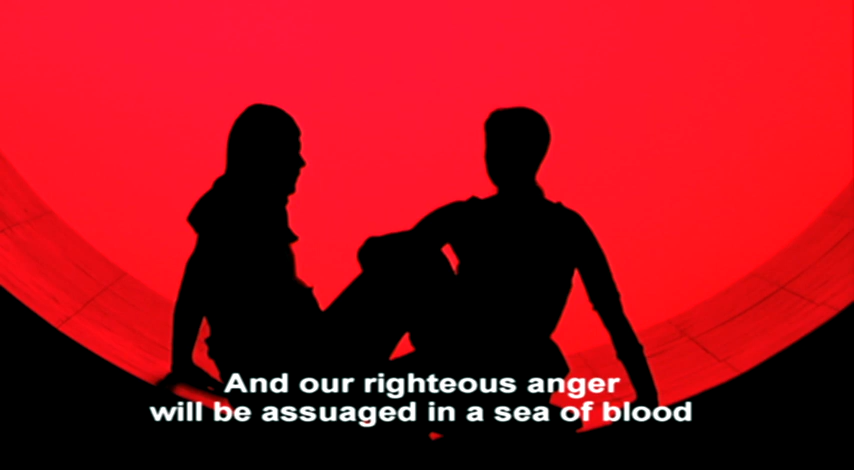 And our righteous anger
will be assuaged in a sea of blood